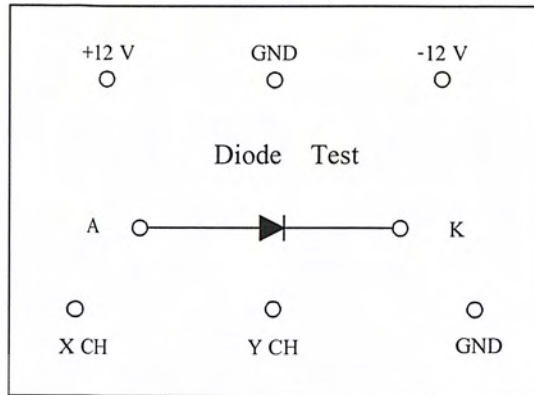 +12 V GND -12 V
Diode Test
A K
X CH Y CH GND